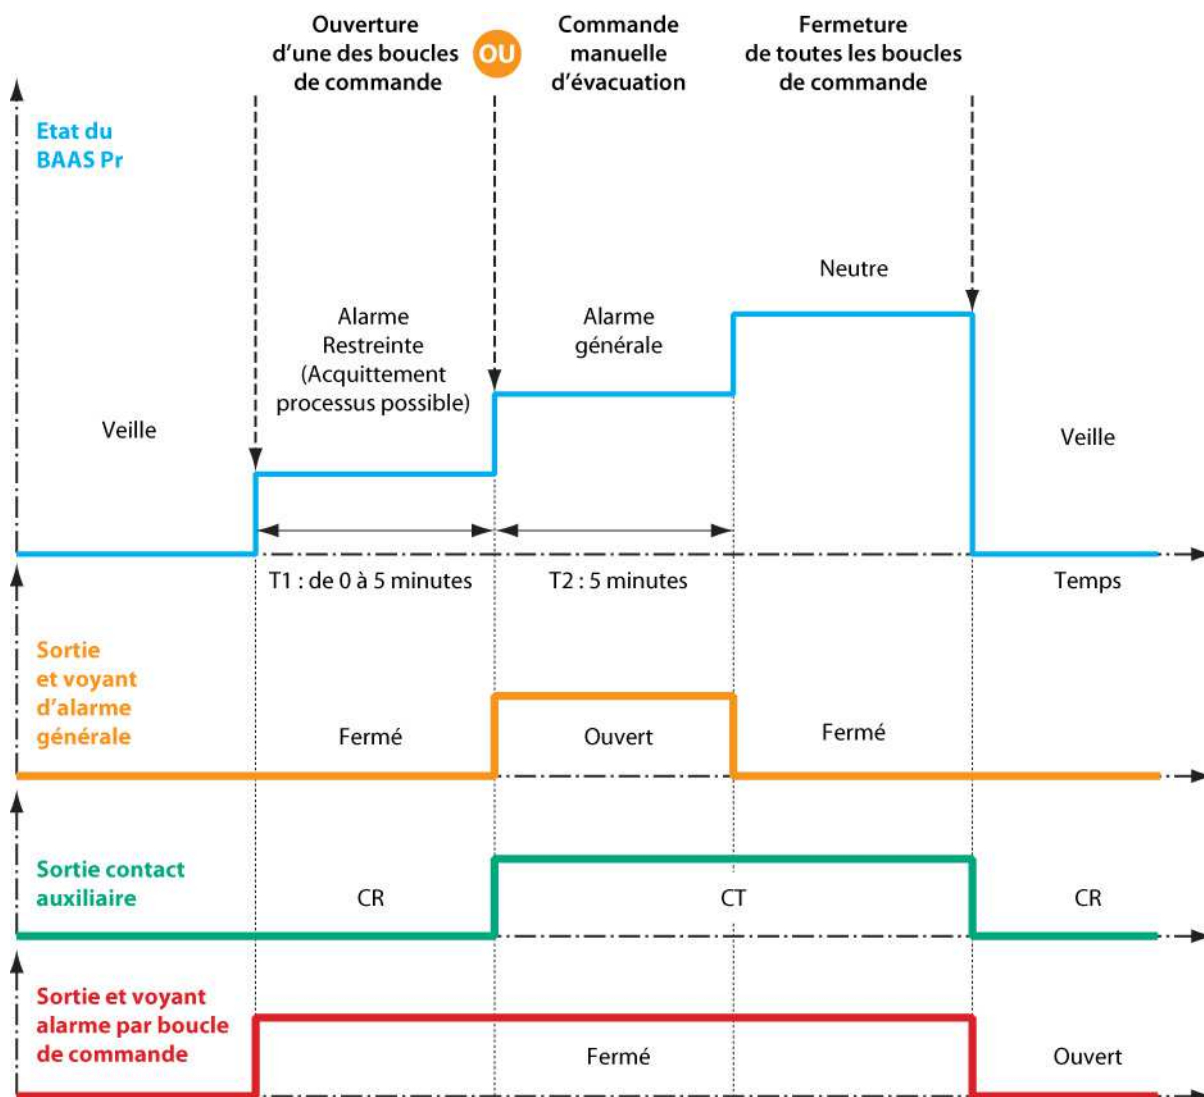 Ouverture
d'une des boucles
de commande
OU
Commande
manuelle
d'évacuation
Fermeture
de toutes les boucles
de commande
Etat du
BAAS Pr
Neutre
Alarme
Restreinte
(Acquittement
processus possible)
Alarme
générale
Veille
Veille
T1 : de 0 à 5 minutes
T2 : 5 minutes
Temps
Sortie
et voyant
d'alarme
générale
Fermé
Ouvert
Fermé
Sortie contact
auxiliaire
CR
CT
CR
Sortie et voyant
alarme par boucle
de commande
Fermé
Ouvert